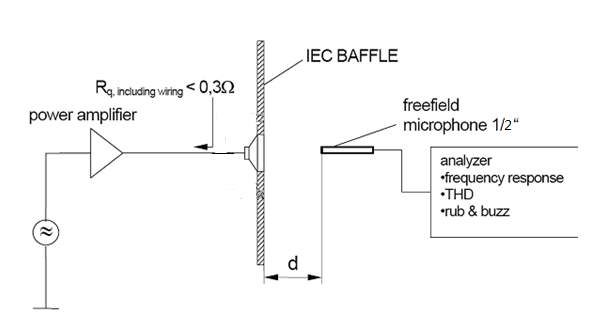 IEC BAFFLE
Rq, including wiring < 0,3Ω
power amplifier
freefield
microphone 1/2“
analyzer
•frequency response
•THD
•rub & buzz
≈
d